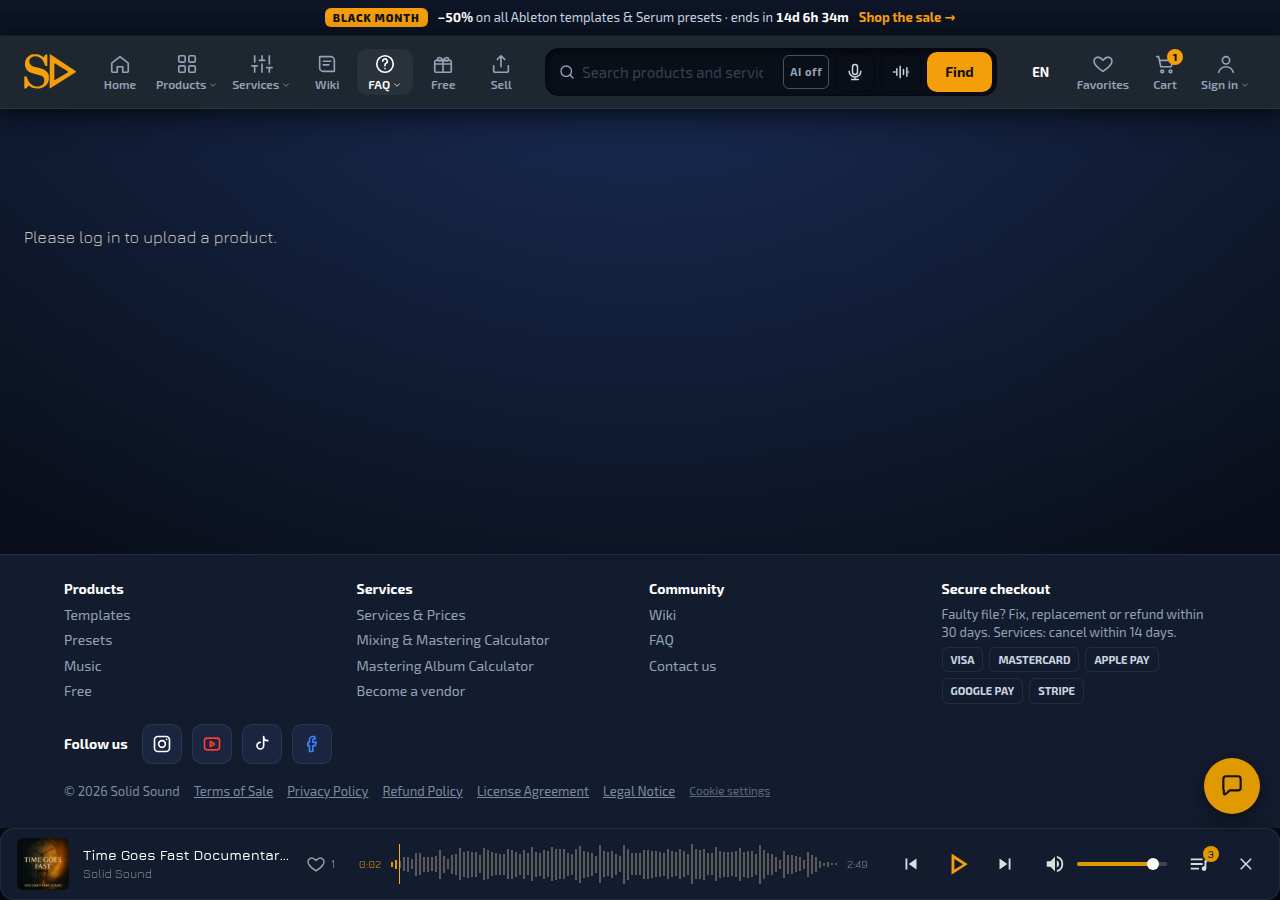 BLACK MONTH −50% on all Ableton templates & Serum presets · ends in 14d 6h 34m Shop the sale →
Home Products Services Wiki FAQ Free Sell
Search products and servic AI off Find
EN Favorites 1 Cart Sign in
Please log in to upload a product.
Products
Templates
Presets
Music
Free
Services
Services & Prices
Mixing & Mastering Calculator
Mastering Album Calculator
Become a vendor
Community
Wiki
FAQ
Contact us
Secure checkout
Faulty file? Fix, replacement or refund within
30 days. Services: cancel within 14 days.
VISA MASTERCARD APPLE PAY
GOOGLE PAY STRIPE
Follow us
© 2026 Solid Sound Terms of Sale Privacy Policy Refund Policy License Agreement Legal Notice Cookie settings
TIME GOES
FAST
Time Goes Fast Documentar...
Solid Sound
1
0:02
2:49
3